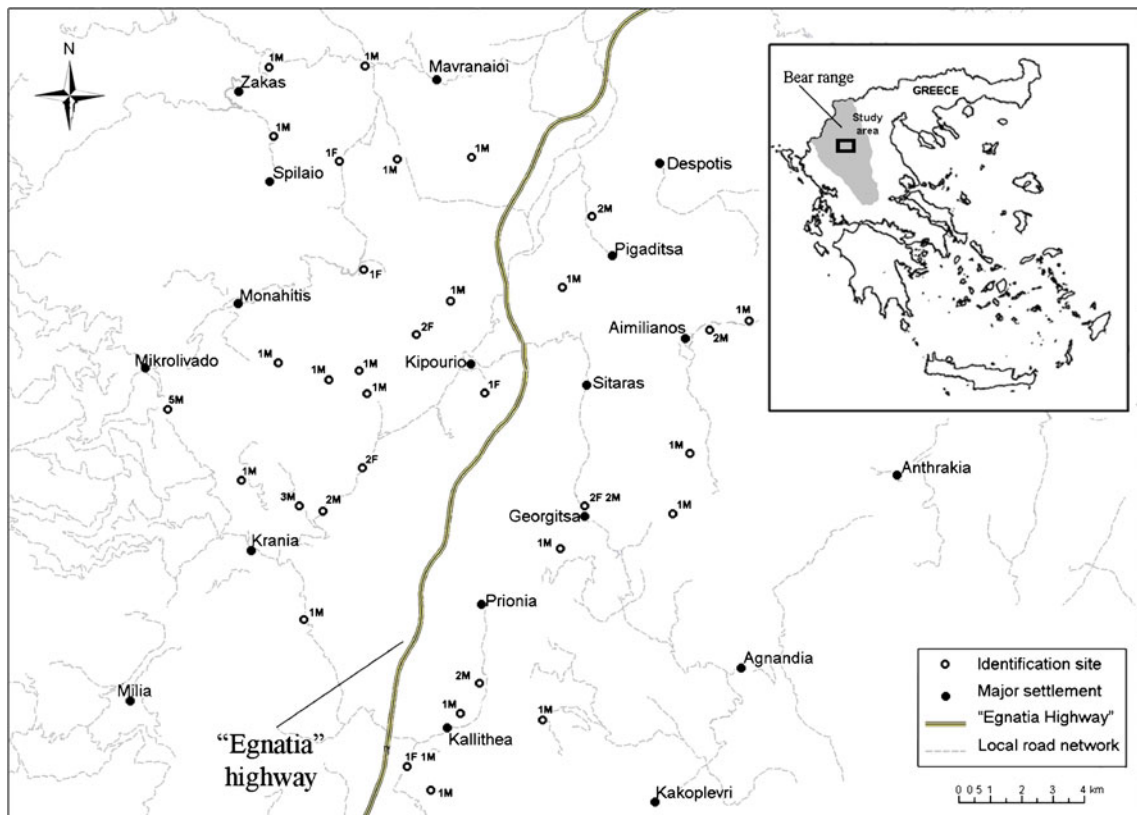 N
1M
1M
Mavranaioi
Zakas
1M
1F
1M
1M
Spilaio
Despotis
2M
Pigaditsa
1F
1M
Monahitis
1M
2F
1M
Aimilianos
2M
Mikrolivado
1M
1M
Kipourio
1M
1F
Sitaras
5M
1M
2F
Anthrakia
1M
3M
2M
2F 2M
Georgitsa
1M
1M
Krania
Prionia
1M
Agnandia
2M
Milia
1M
1M
Kallithea
"Egnatia"
highway
1F 1M
1M
Kakoplevri
Bear range
GREECE
Study
area
Identification site
Major settlement
"Egnatia Highway"
Local road network
0 0 5 1 2 3 4 km